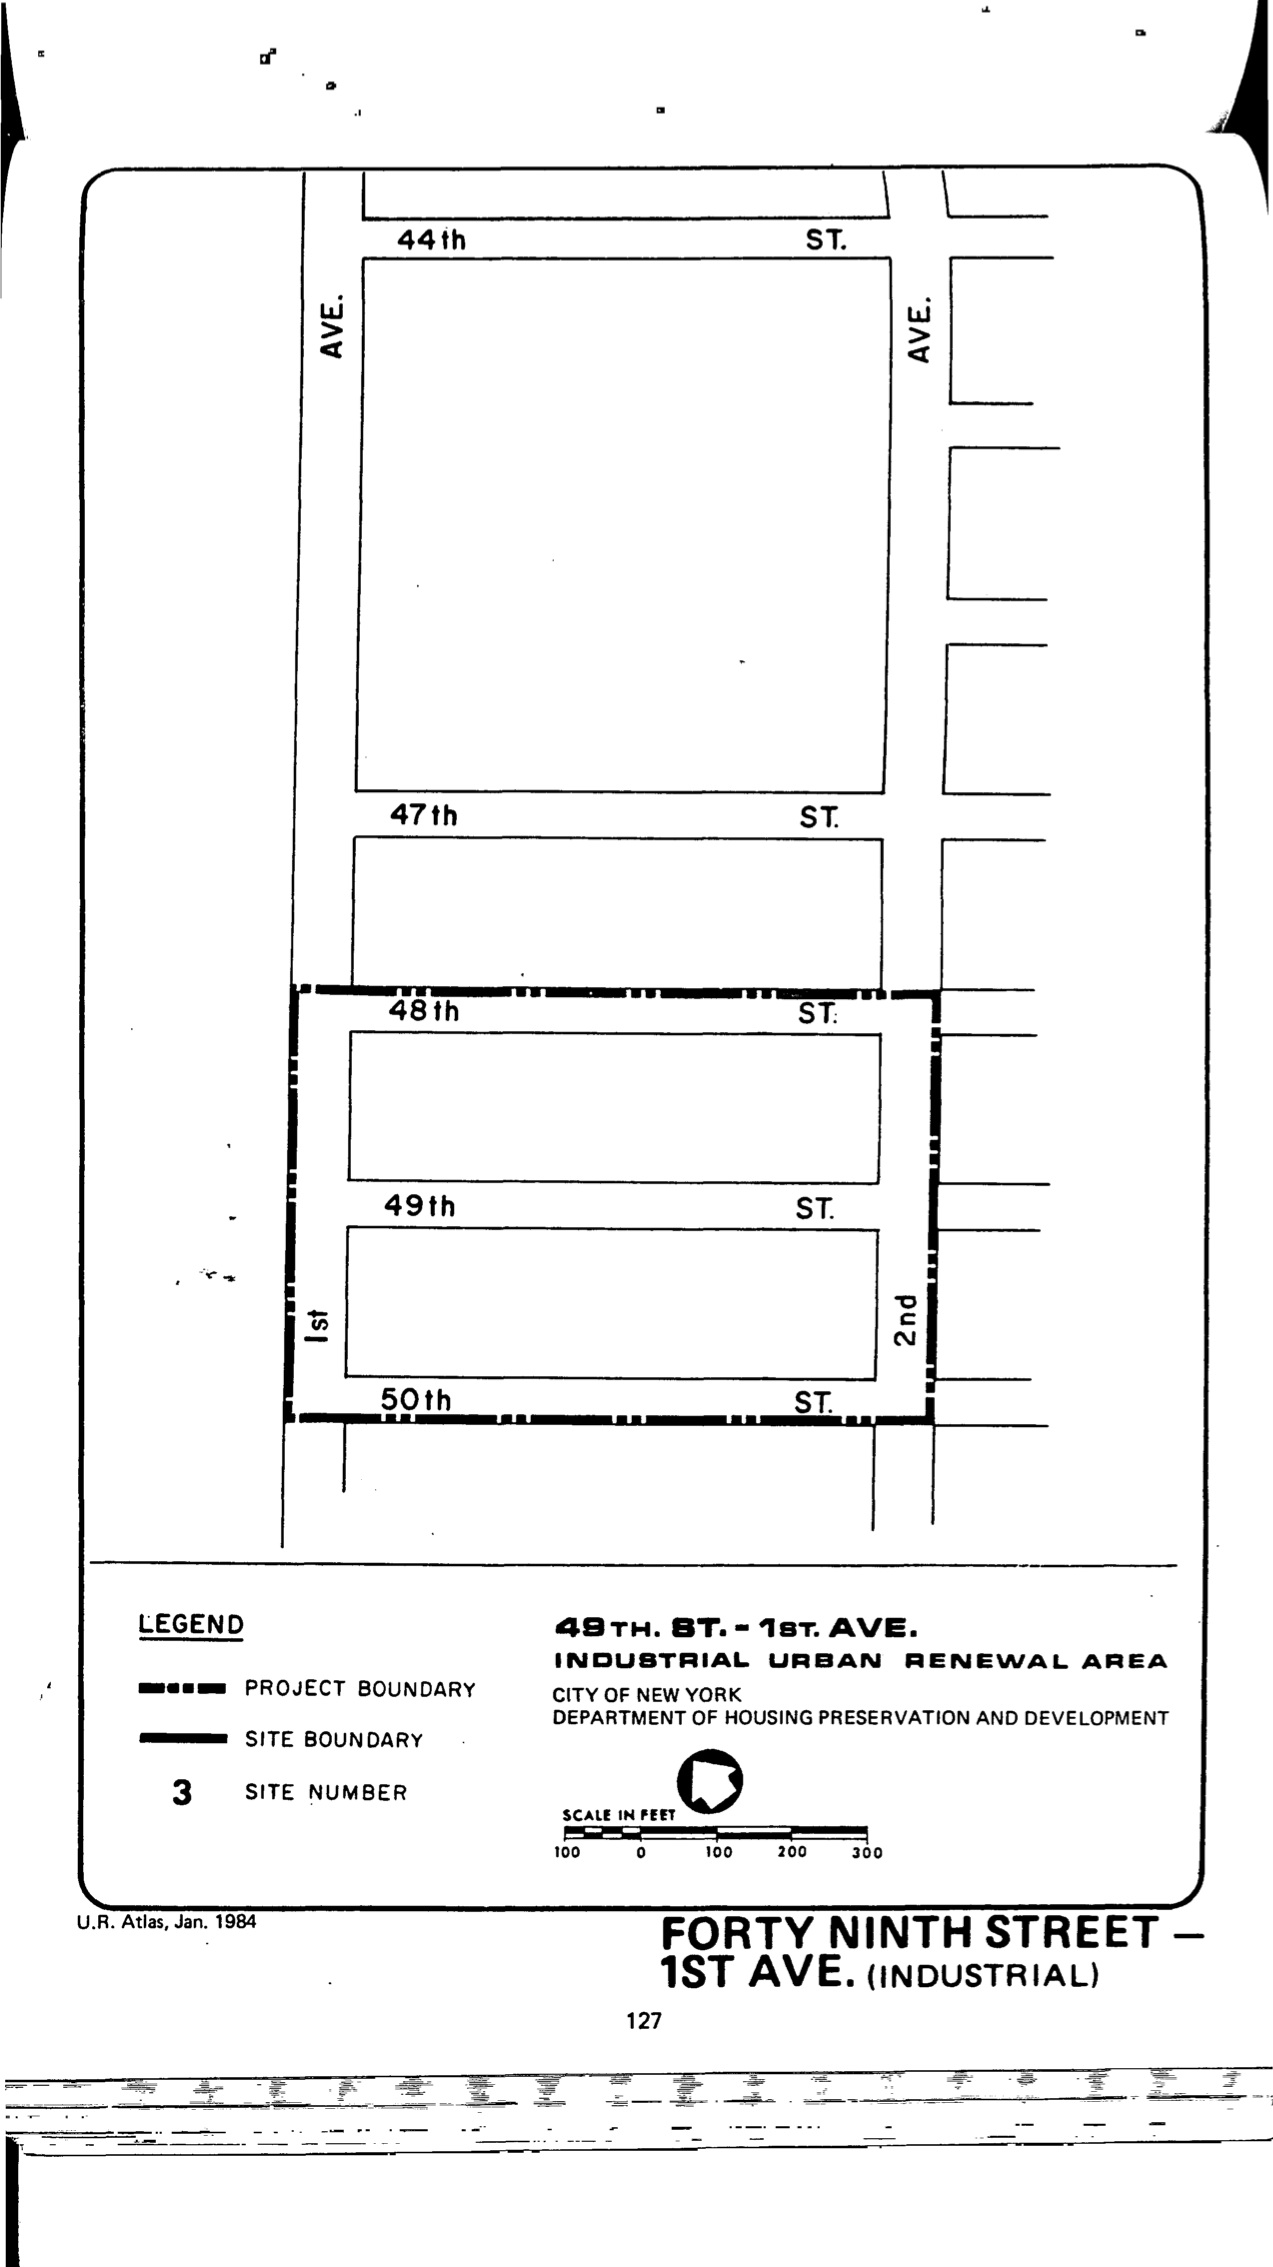 44th ST.
AVE. AVE.
47th ST.
48th ST.
49th ST.
1st 2nd
50th ST.
LEGEND
PROJECT BOUNDARY
SITE BOUNDARY
3 SITE NUMBER
49TH. ST. - 1ST. AVE.
INDUSTRIAL URBAN RENEWAL AREA
CITY OF NEW YORK
DEPARTMENT OF HOUSING PRESERVATION AND DEVELOPMENT
SCALE IN FEET
100 0 100 200 300
U.R. Atlas, Jan. 1984
FORTY NINTH STREET –
1ST AVE. (INDUSTRIAL)
127